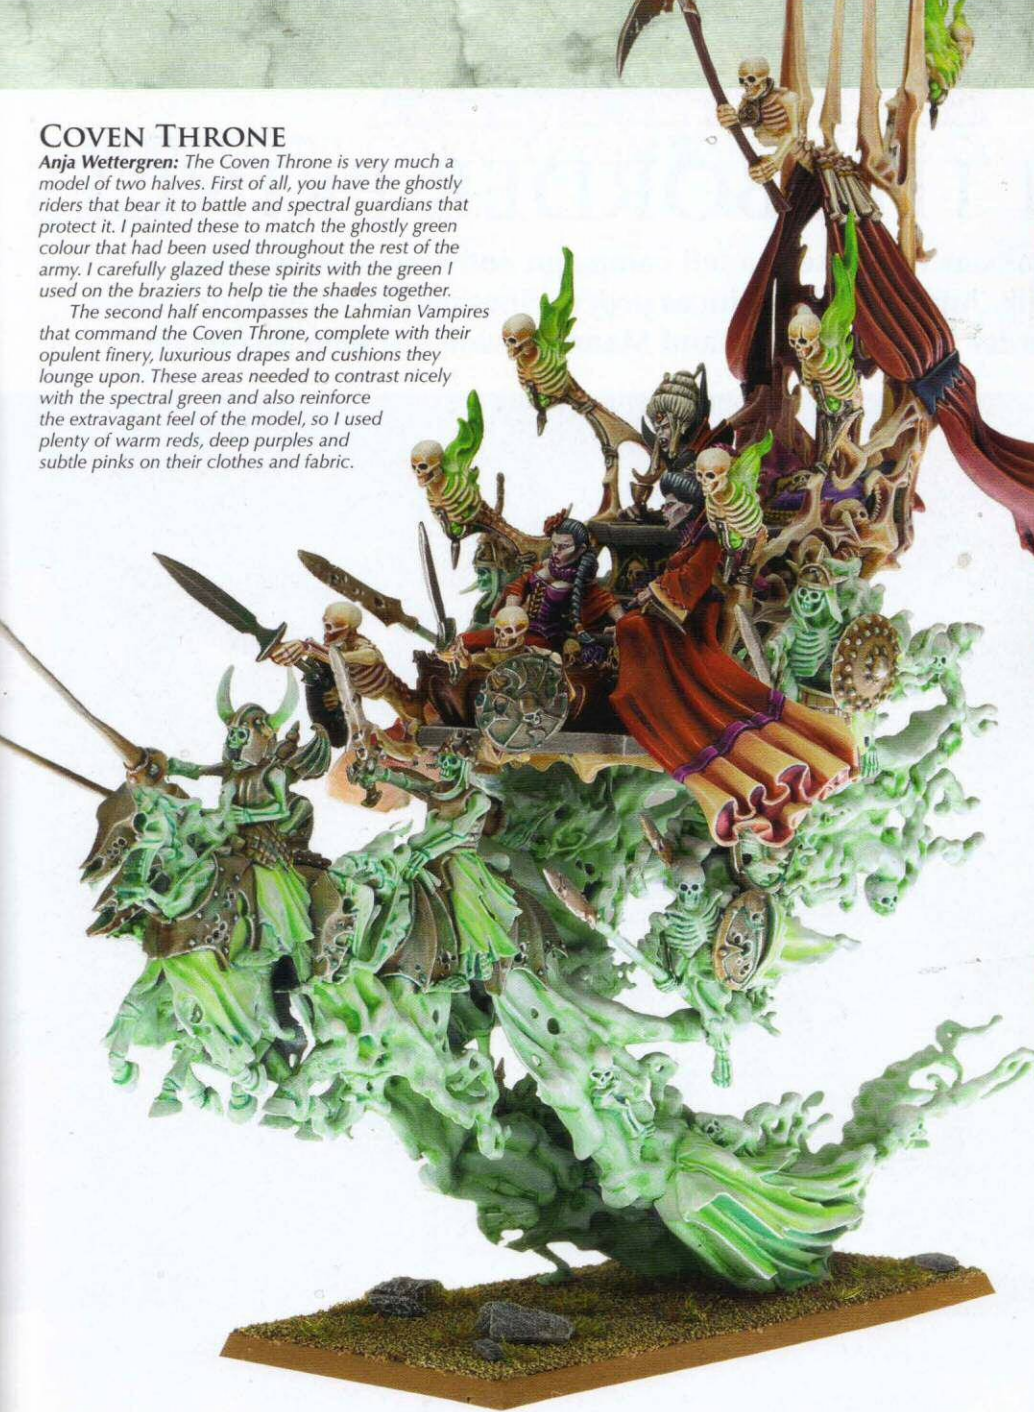 COVEN THRONE
Anja Wettergren: The Coven Throne is very much a
model of two halves. First of all, you have the ghostly
riders that bear it to battle and spectral guardians that
protect it. I painted these to match the ghostly green
colour that had been used throughout the rest of the
army. I carefully glazed these spirits with the green I
used on the braziers to help tie the shades together.
The second half encompasses the Lahmian Vampires
that command the Coven Throne, complete with their
opulent finery, luxurious drapes and cushions they
lounge upon. These areas needed to contrast nicely
with the spectral green and also reinforce
the extravagant feel of the model, so I used
plenty of warm reds, deep purples and
subtle pinks on their clothes and fabric.